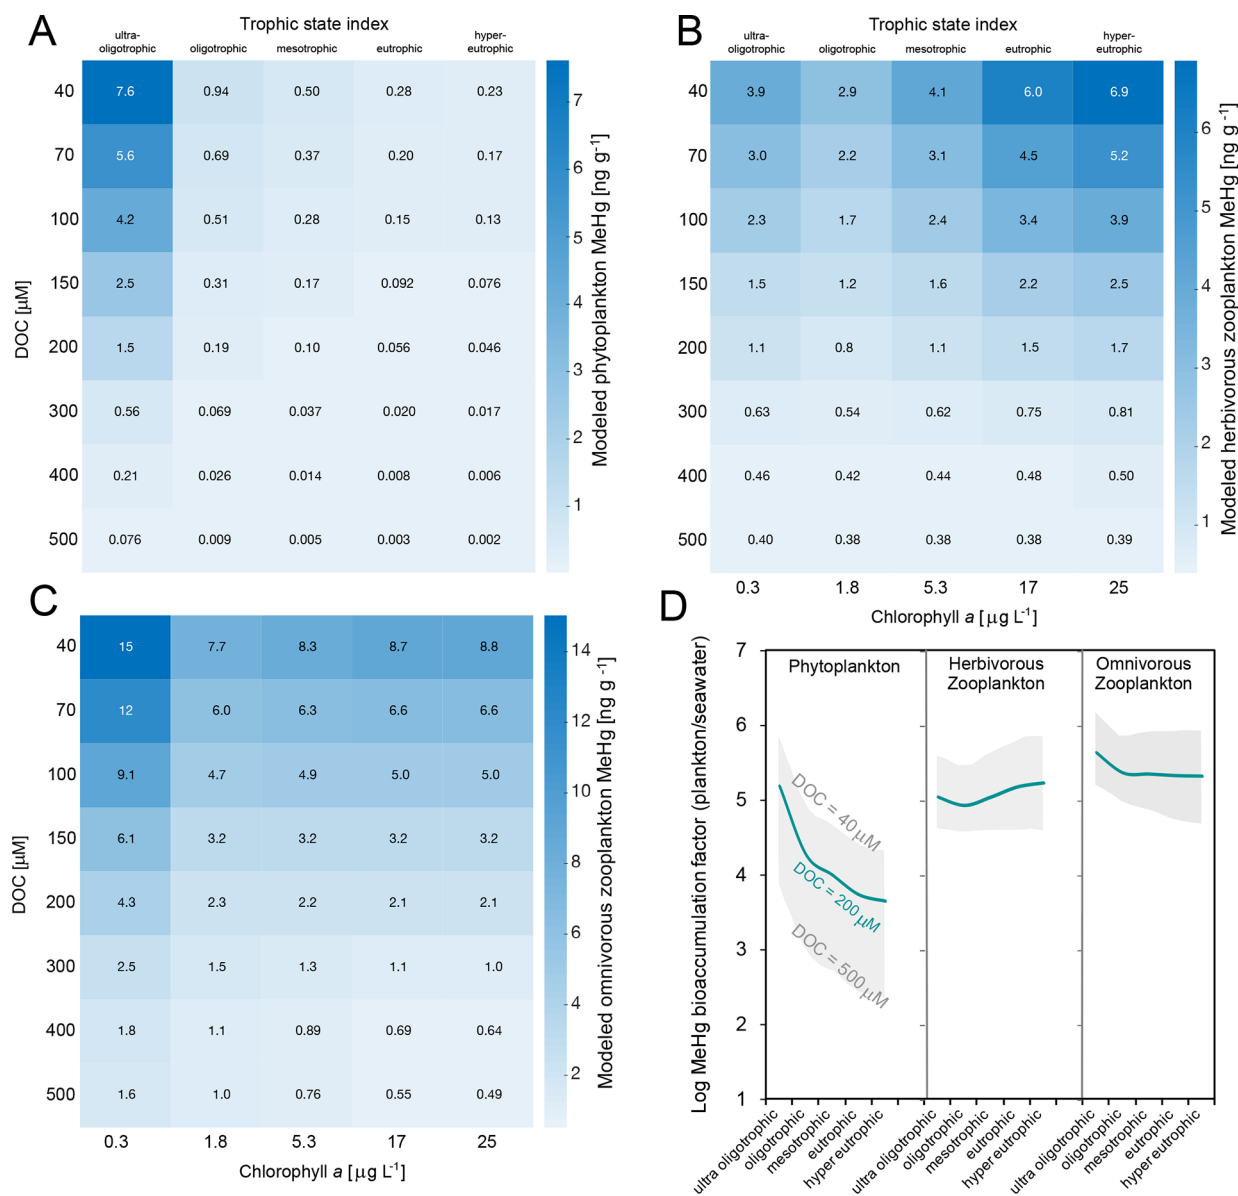 A
Trophic state index
ultra-
oligotrophic oligotrophic mesotrophic eutrophic hyper-
eutrophic
40 7.6 0.94 0.50 0.28 0.23
70 5.6 0.69 0.37 0.20 0.17
100 4.2 0.51 0.28 0.15 0.13
150 2.5 0.31 0.17 0.092 0.076
200 1.5 0.19 0.10 0.056 0.046
300 0.56 0.069 0.037 0.020 0.017
400 0.21 0.026 0.014 0.008 0.006
500 0.076 0.009 0.005 0.003 0.002
DOC [μM]
7
6
5
4
3
2
1
Modeled phytoplankton MeHg [ng g⁻¹]
B
Trophic state index
ultra-
oligotrophic oligotrophic mesotrophic eutrophic hyper-
eutrophic
40 3.9 2.9 4.1 6.0 6.9
70 3.0 2.2 3.1 4.5 5.2
100 2.3 1.7 2.4 3.4 3.9
150 1.5 1.2 1.6 2.2 2.5
200 1.1 0.8 1.1 1.5 1.7
300 0.63 0.54 0.62 0.75 0.81
400 0.46 0.42 0.44 0.48 0.50
500 0.40 0.38 0.38 0.38 0.39
0.3 1.8 5.3 17 25
Chlorophyll a [μg L⁻¹]
6
5
4
3
2
1
Modeled herbivorous zooplankton MeHg [ng g⁻¹]
C
40 15 7.7 8.3 8.7 8.8
70 12 6.0 6.3 6.6 6.6
100 9.1 4.7 4.9 5.0 5.0
150 6.1 3.2 3.2 3.2 3.2
200 4.3 2.3 2.2 2.1 2.1
300 2.5 1.5 1.3 1.1 1.0
400 1.8 1.1 0.89 0.69 0.64
500 1.6 1.0 0.76 0.55 0.49
DOC [μM]
0.3 1.8 5.3 17 25
Chlorophyll a [μg L⁻¹]
14
12
10
8
6
4
2
Modeled omnivorous zooplankton MeHg [ng g⁻¹]
D
Log MeHg bioaccumulation factor (plankton/seawater)
7
6
5
4
3
2
1
Phytoplankton
Herbivorous
Zooplankton
Omnivorous
Zooplankton
DOC = 40 μM
DOC = 200 μM
DOC = 500 μM
ultra oligotrophic
oligotrophic
mesotrophic
eutrophic
hyper eutrophic
ultra oligotrophic
oligotrophic
mesotrophic
eutrophic
hyper eutrophic
ultra oligotrophic
oligotrophic
mesotrophic
eutrophic
hyper eutrophic